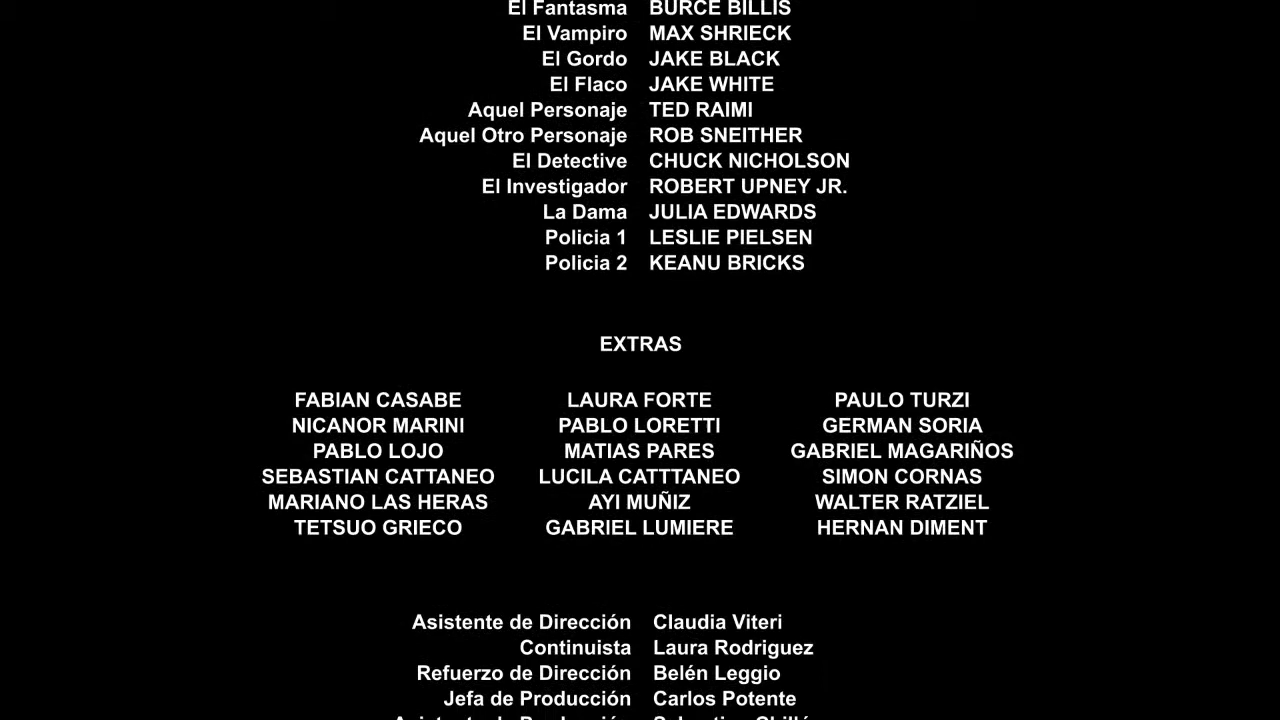 El Fantasma BURCE BILLIS
El Vampiro MAX SHRIECK
El Gordo JAKE BLACK
El Flaco JAKE WHITE
Aquel Personaje TED RAIMI
Aquel Otro Personaje ROB SNEITHER
El Detective CHUCK NICHOLSON
El Investigador ROBERT UPNEY JR.
La Dama JULIA EDWARDS
Policia 1 LESLIE PIELSEN
Policia 2 KEANU BRICKS
EXTRAS
FABIAN CASABE LAURA FORTE PAULO TURZI
NICANOR MARINI PABLO LORETTI GERMAN SORIA
PABLO LOJO MATIAS PARES GABRIEL MAGARIÑOS
SEBASTIAN CATTANEO LUCILA CATTTANEO SIMON CORNAS
MARIANO LAS HERAS AYI MUÑIZ WALTER RATZIEL
TETSUO GRIECO GABRIEL LUMIERE HERNAN DIMENT
Asistente de Dirección Claudia Viteri
Continuista Laura Rodriguez
Refuerzo de Dirección Belén Leggio
Jefa de Producción Carlos Potente